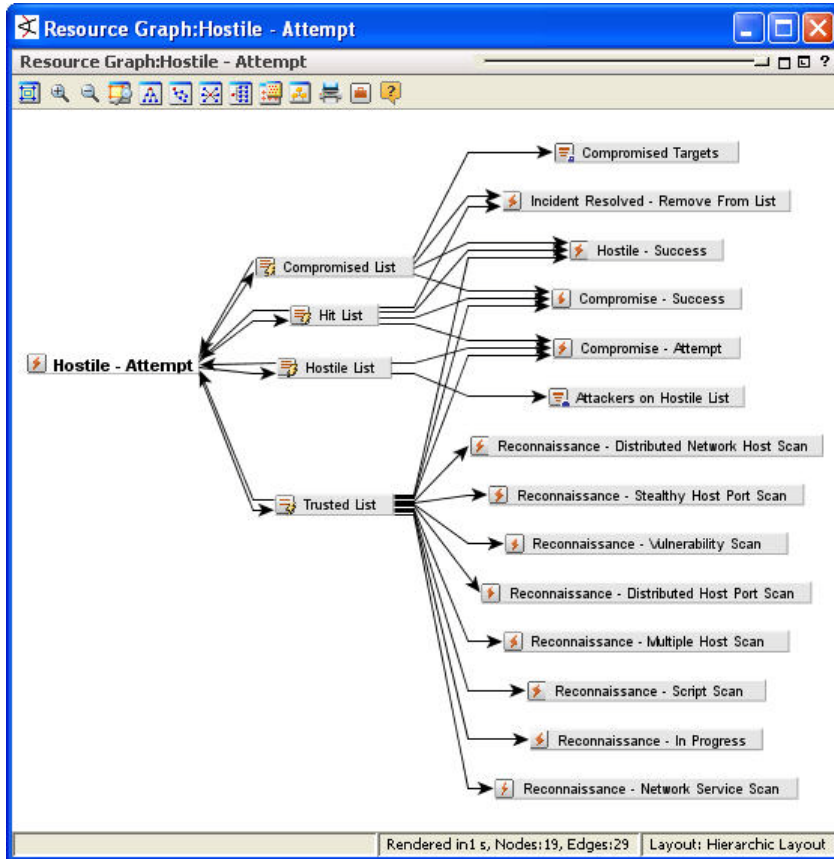 Resource Graph:Hostile - Attempt
Resource Graph:Hostile - Attempt
Compromised Targets
Incident Resolved - Remove From List
Hostile - Success
Compromised List
Compromise - Success
Hit List
Compromise - Attempt
Hostile - Attempt
Hostile List
Attackers on Hostile List
Reconnaissance - Distributed Network Host Scan
Reconnaissance - Stealthy Host Port Scan
Trusted List
Reconnaissance - Vulnerability Scan
Reconnaissance - Distributed Host Port Scan
Reconnaissance - Multiple Host Scan
Reconnaissance - Script Scan
Reconnaissance - In Progress
Reconnaissance - Network Service Scan
Rendered in1 s, Nodes:19, Edges:29
Layout: Hierarchic Layout